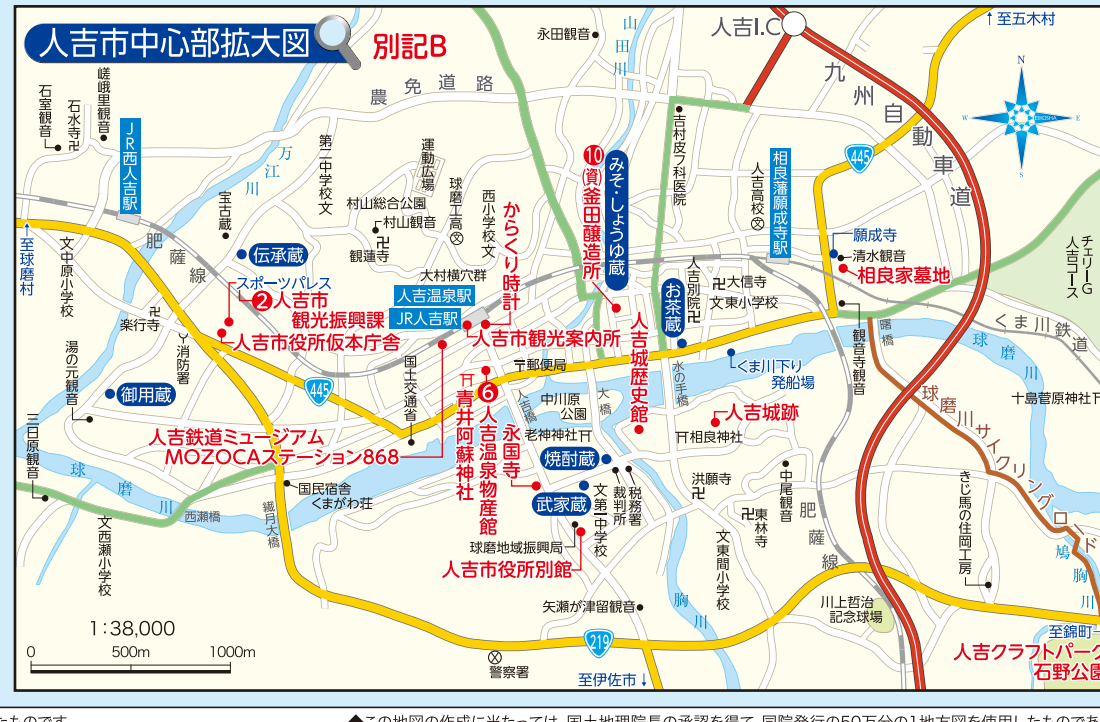 人吉市中心部拡大図
別記B
永田観音
山田川
人吉I.C
↑至五木村
九州自動車道
農免道路
嵯峨里観音
石水寺
石室観音
JR西人吉駅
万江川
第二中学校文
運動広場
吉村皮フ科医院
445
N
W
E
S
EIKOSHA
宝古蔵
村山総合公園
村山観音
観蓮寺
球磨工高
西小学校文
からくり時計
⑩(資)釜田醸造所
みそ・しょうゆ蔵
人吉高校
相良藩願成寺駅
願成寺
清水観音
相良家墓地
チェリーG
人吉コース
至球磨村
文中原小学校
肥薩線
伝承蔵
大村横穴群
スポーツパレス
②人吉市
観光振興課
人吉市役所仮本庁舎
人吉温泉駅
JR人吉駅
人吉市観光案内所
お茶蔵
人吉別院
大信寺
文東小学校
楽行寺
消防署
湯の元観音
御用蔵
445
国土交通省
〒郵便局
人吉城歴史館
水の手橋
くま川下り
発船場
観音寺観音
曙橋
くま川鉄道
球磨川
三日原観音
人吉鉄道ミュージアム
MOZOCAステーション868
青井阿蘇神社
⑥人吉温泉物産館
人吉橋
中川原
公園
大橋
老神神社
永国寺
焼酎蔵
人吉城跡
相良神社
球磨川サイクリングロード
十島菅原神社
球磨川
西瀬橋
繊月大橋
国民宿舎
くまがわ荘
武家蔵
文第一中学校
裁判所
税務署
洪願寺
中尾観音
東林寺
肥薩線
きじ馬の住岡工房
文西瀬小学校
球磨地域振興局
人吉市役所別館
文東間小学校
鳩胸川
胸川
矢瀬が津留観音
川上哲治
記念球場
1:38,000
0 500m 1000m
219
警察署
至伊佐市↓
至錦町
人吉クラフトパーク
石野公園
たものです。
◆この地図の作成に当たっては、国土地理院長の承認を得て、同院発行の50万分の1地方図を使用したものであ